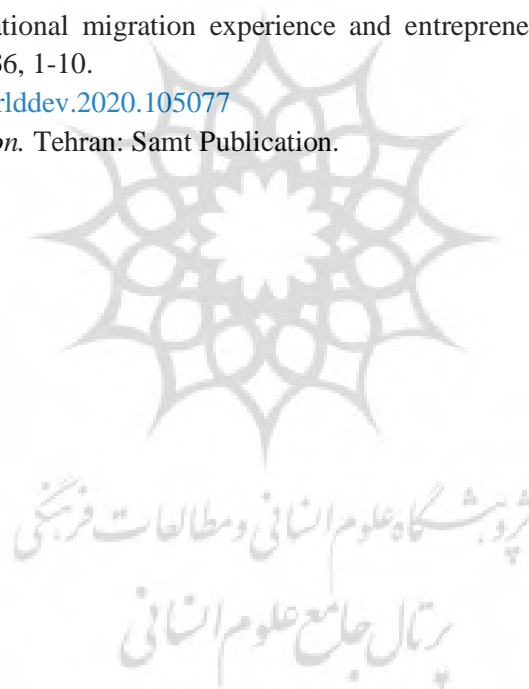 ational migration experience and entreprene
36, 1-10.
rlddev.2020.105077
on. Tehran: Samt Publication.
پژوهشگاه علوم انسانی و مطالعات فرهنگی
پرتال جامع علوم انسانی